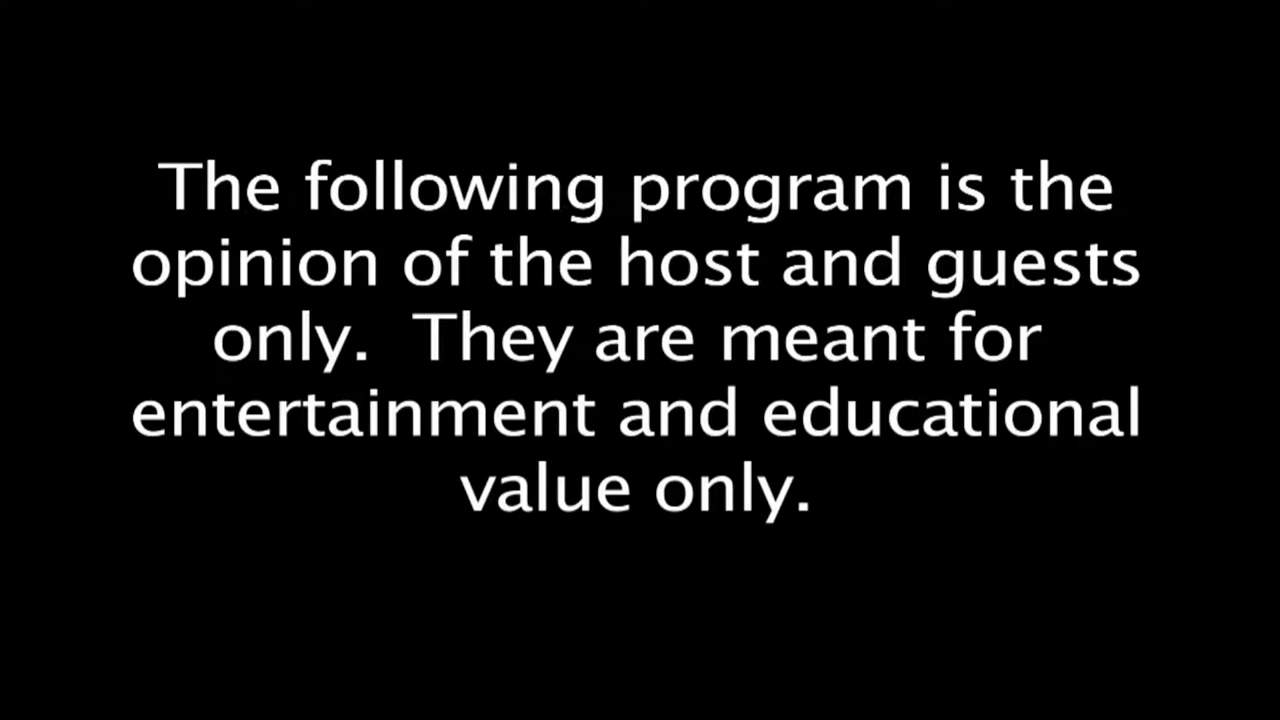 The following program is the
opinion of the host and guests
only.  They are meant for
entertainment and educational
value only.